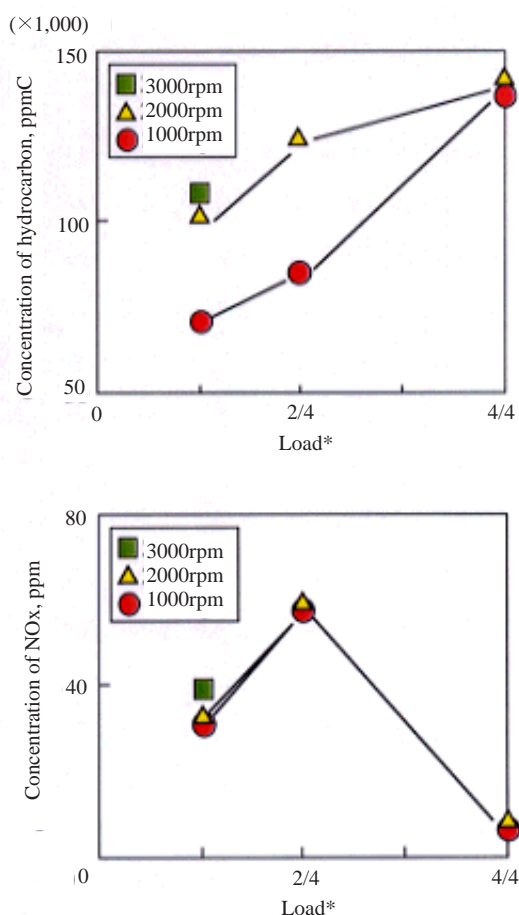 (×1,000)
150
3000rpm
2000rpm
1000rpm
100
50
Concentration of hydrocarbon, ppmC
0
2/4
4/4
Load*
80
3000rpm
2000rpm
1000rpm
40
0
Concentration of NOx, ppm
2/4
4/4
Load*